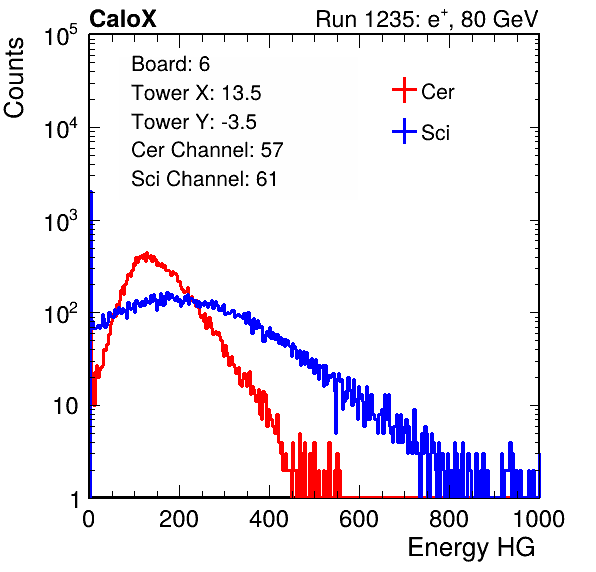 CaloX Run 1235: e⁺, 80 GeV
Counts
Board: 6
Tower X: 13.5
Tower Y: -3.5
Cer Channel: 57
Sci Channel: 61
Cer
Sci
10⁵
10⁴
10³
10²
10
1
0 200 400 600 800 1000
Energy HG